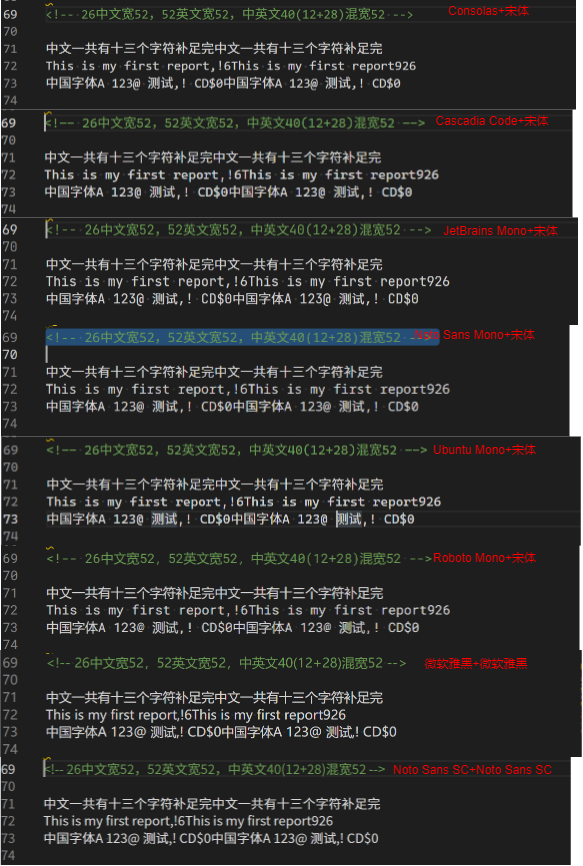 69 <!-- 26中文宽52，52英文宽52，中英文40(12+28)混宽52 --> Consolas+宋体
70
71 中文一共有十三个字符补足完中文一共有十三个字符补足完
72 This is my first report,!6This is my first report926
73 中国字体A 123@ 测试,! CD$0中国字体A 123@ 测试,! CD$0
74
69 <!-- 26中文宽52，52英文宽52，中英文40(12+28)混宽52 --> Cascadia Code+宋体
70
71 中文一共有十三个字符补足完中文一共有十三个字符补足完
72 This is my first report,!6This is my first report926
73 中国字体A 123@ 测试,! CD$0中国字体A 123@ 测试,! CD$0
74
69 <!-- 26中文宽52，52英文宽52，中英文40(12+28)混宽52 --> JetBrains Mono+宋体
70
71 中文一共有十三个字符补足完中文一共有十三个字符补足完
72 This is my first report,!6This is my first report926
73 中国字体A 123@ 测试,! CD$0中国字体A 123@ 测试,! CD$0
74
69 <!-- 26中文宽52，52英文宽52，中英文40(12+28)混宽52 --> Noto Sans Mono+宋体
70
71 中文一共有十三个字符补足完中文一共有十三个字符补足完
72 This is my first report,!6This is my first report926
73 中国字体A 123@ 测试,! CD$0中国字体A 123@ 测试,! CD$0
74
69 <!-- 26中文宽52，52英文宽52，中英文40(12+28)混宽52 --> Ubuntu Mono+宋体
70
71 中文一共有十三个字符补足完中文一共有十三个字符补足完
72 This is my first report,!6This is my first report926
73 中国字体A 123@ 测试,! CD$0中国字体A 123@ 测试,! CD$0
74
69 <!-- 26中文宽52，52英文宽52，中英文40(12+28)混宽52 --> Roboto Mono+宋体
70
71 中文一共有十三个字符补足完中文一共有十三个字符补足完
72 This is my first report,!6This is my first report926
73 中国字体A 123@ 测试,! CD$0中国字体A 123@ 测试,! CD$0
74
69 <!-- 26中文宽52，52英文宽52，中英文40(12+28)混宽52 --> 微软雅黑+微软雅黑
70
71 中文一共有十三个字符补足完中文一共有十三个字符补足完
72 This is my first report,!6This is my first report926
73 中国字体A 123@ 测试,! CD$0中国字体A 123@ 测试,! CD$0
74
69 <!-- 26中文宽52，52英文宽52，中英文40(12+28)混宽52 --> Noto Sans SC+Noto Sans SC
70
71 中文一共有十三个字符补足完中文一共有十三个字符补足完
72 This is my first report,!6This is my first report926
73 中国字体A 123@ 测试,! CD$0中国字体A 123@ 测试,! CD$0
74